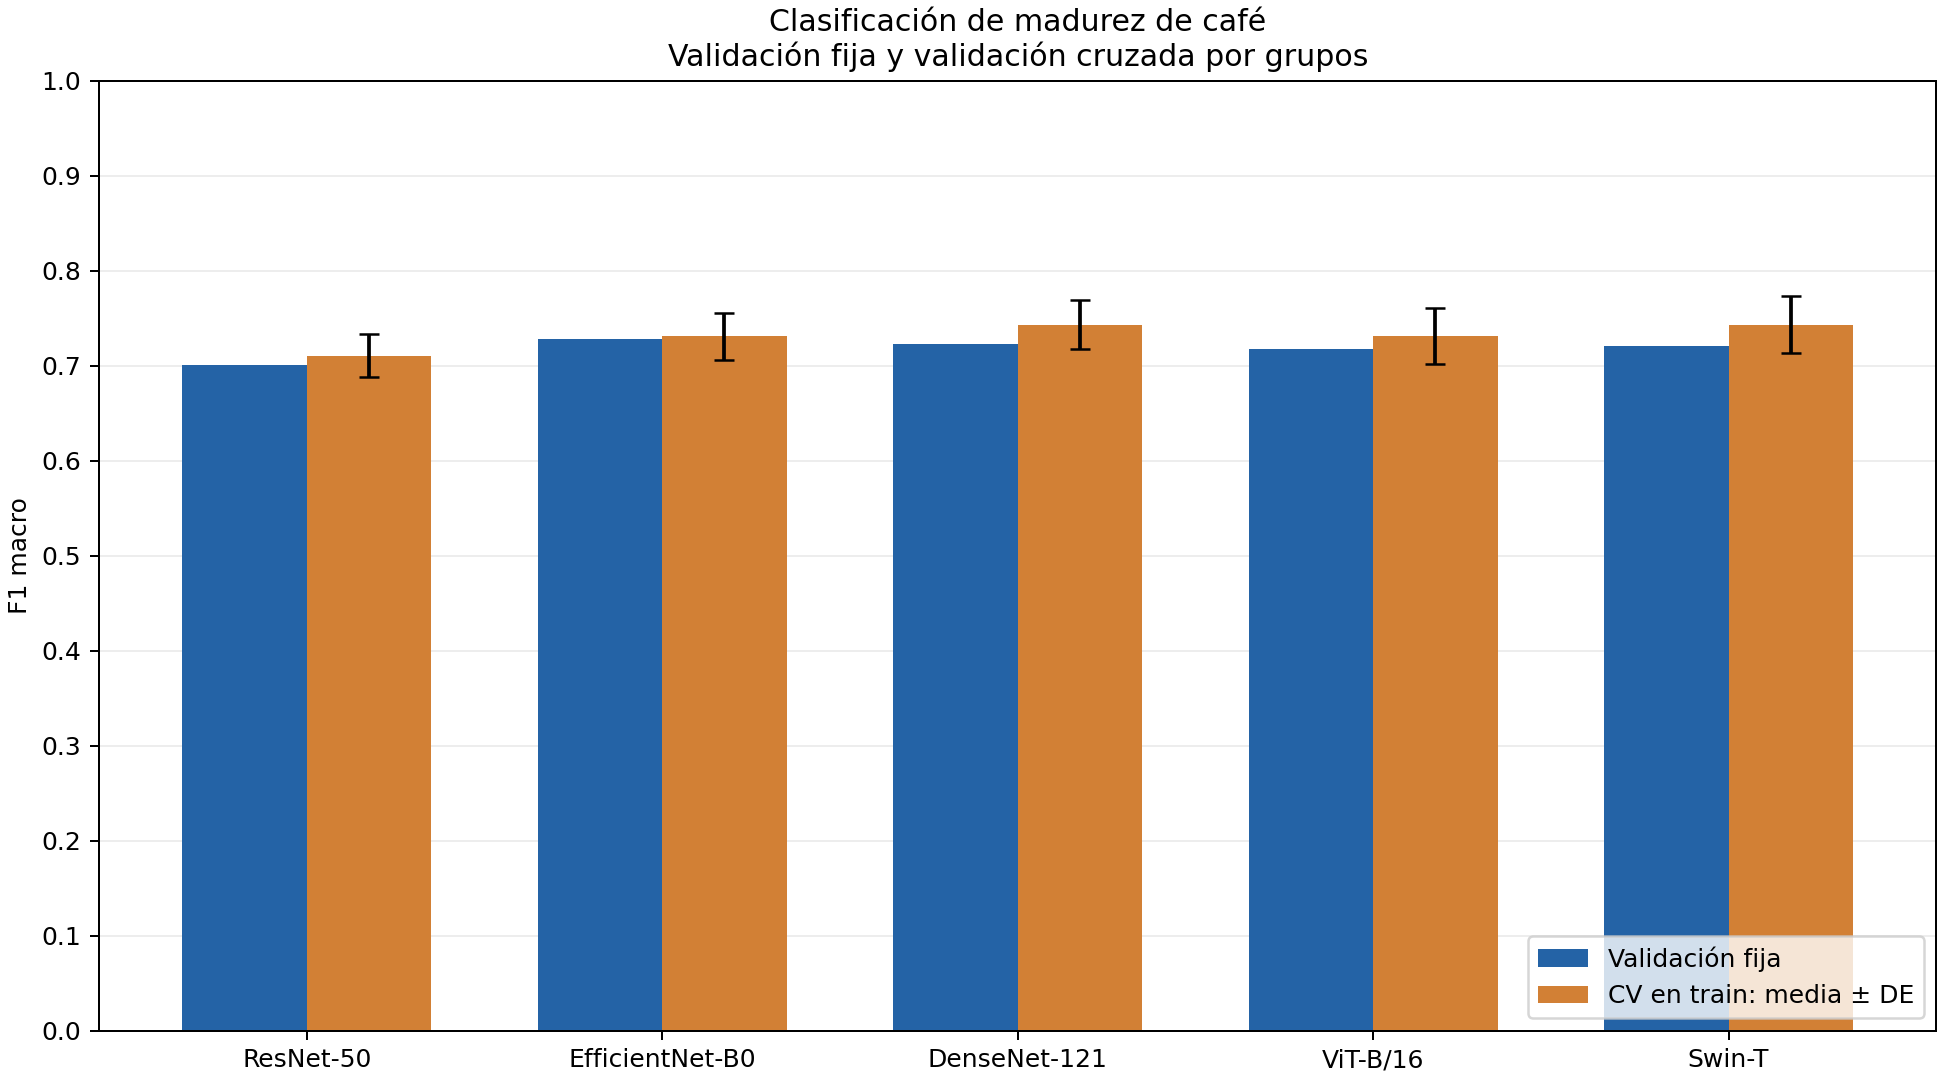 Clasificación de madurez de café
Validación fija y validación cruzada por grupos
F1 macro
1.0
0.9
0.8
0.7
0.6
0.5
0.4
0.3
0.2
0.1
0.0
Validación fija
CV en train: media ± DE
ResNet-50
EfficientNet-B0
DenseNet-121
ViT-B/16
Swin-T